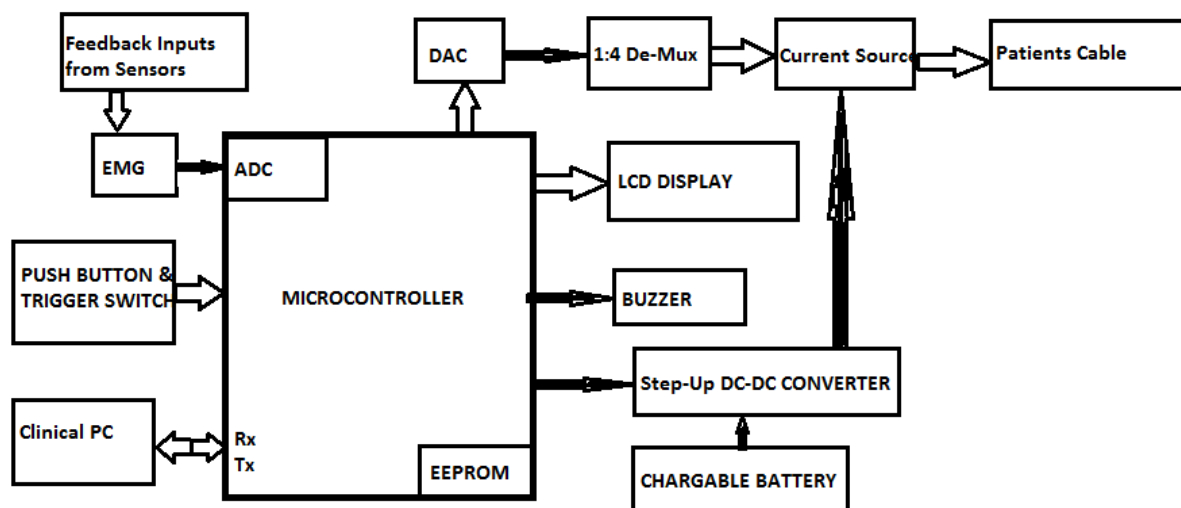 Feedback Inputs
from Sensors
DAC
1:4 De-Mux
Current Source
Patients Cable
EMG
ADC
LCD DISPLAY
PUSH BUTTON &
TRIGGER SWITCH
MICROCONTROLLER
BUZZER
Step-Up DC-DC CONVERTER
Clinical PC
Rx
Tx
EEPROM
CHARGABLE BATTERY